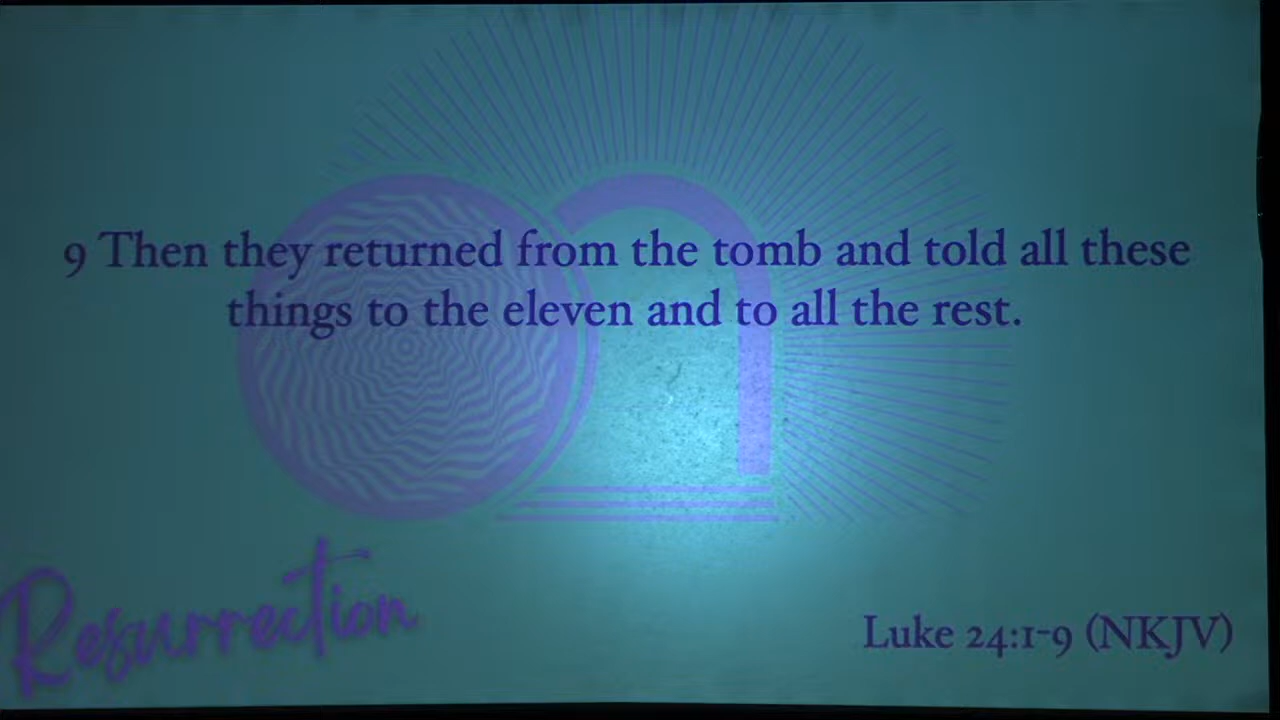 9 Then they returned from the tomb and told all these
things to the eleven and to all the rest.
Resurrection
Luke 24:1-9 (NKJV)